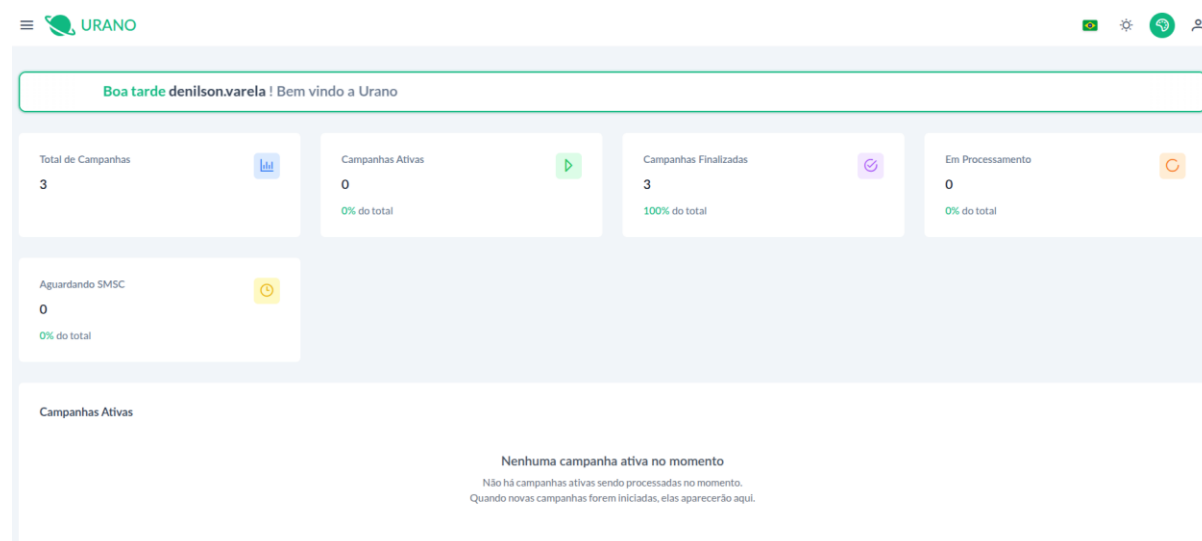 URANO
Boa tarde denilson.varela ! Bem vindo a Urano
Total de Campanhas
3
Campanhas Ativas
0
0% do total
Campanhas Finalizadas
3
100% do total
Em Processamento
0
0% do total
Aguardando SMSC
0
0% do total
Campanhas Ativas
Nenhuma campanha ativa no momento
Não há campanhas ativas sendo processadas no momento.
Quando novas campanhas forem iniciadas, elas aparecerão aqui.